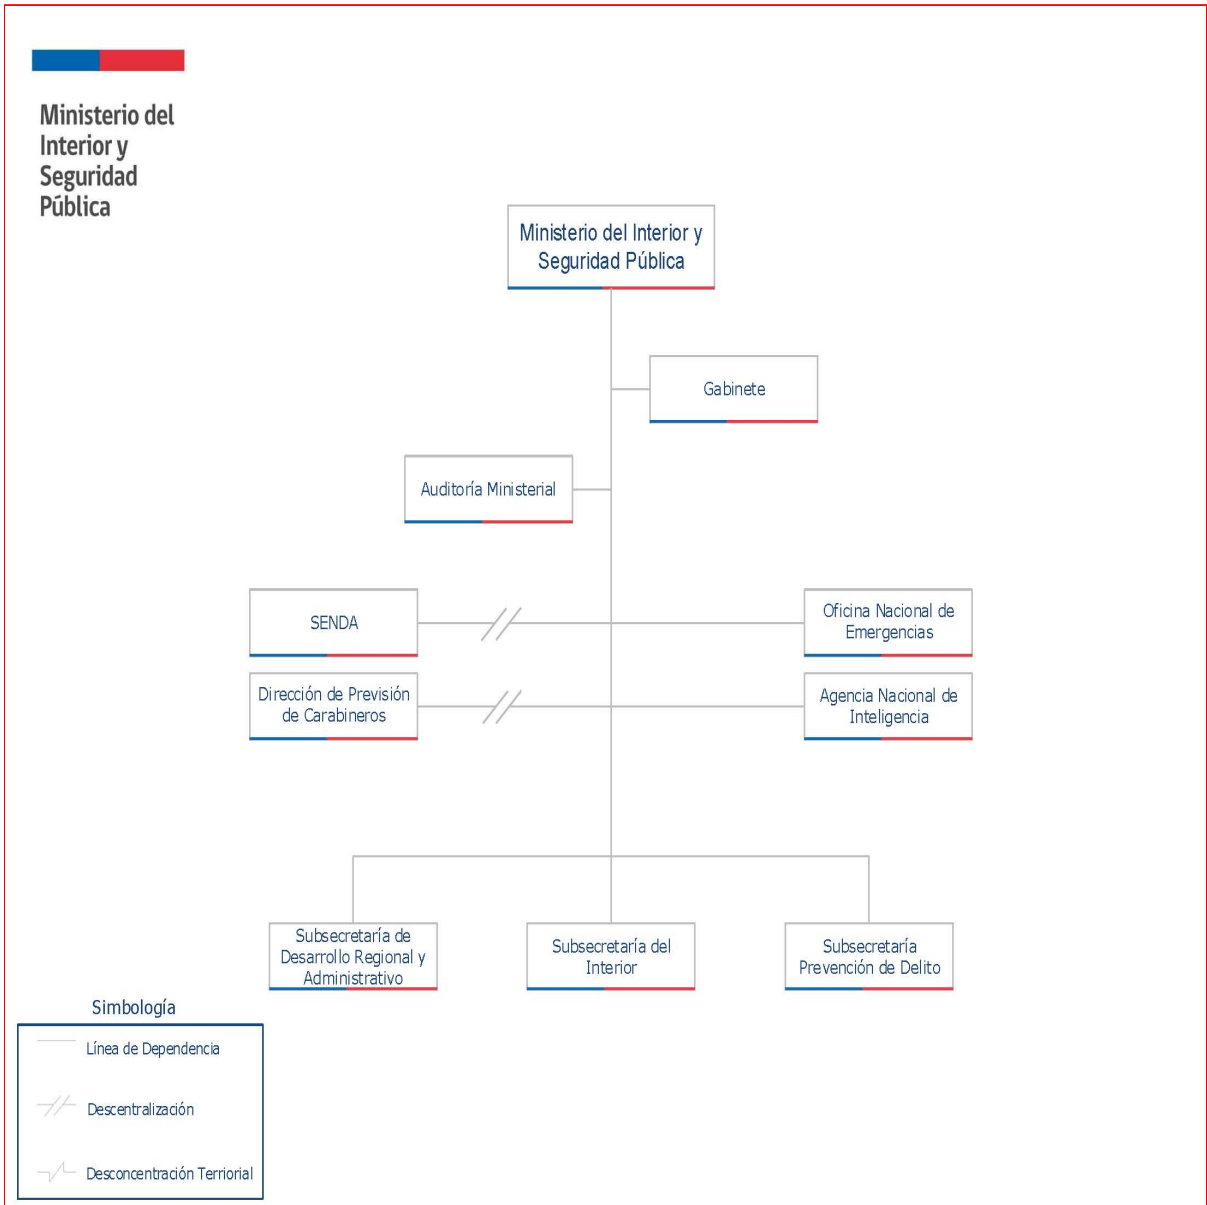 Ministerio del
Interior y
Seguridad
Pública
Ministerio del Interior y
Seguridad Pública
Gabinete
Auditoría Ministerial
SENDA
Oficina Nacional de
Emergencias
Dirección de Previsión
de Carabineros
Agencia Nacional de
Inteligencia
Subsecretaría de
Desarrollo Regional y
Administrativo
Subsecretaría del
Interior
Subsecretaría
Prevención de Delito
Simbología
Línea de Dependencia
Descentralización
Desconcentración Terriorial